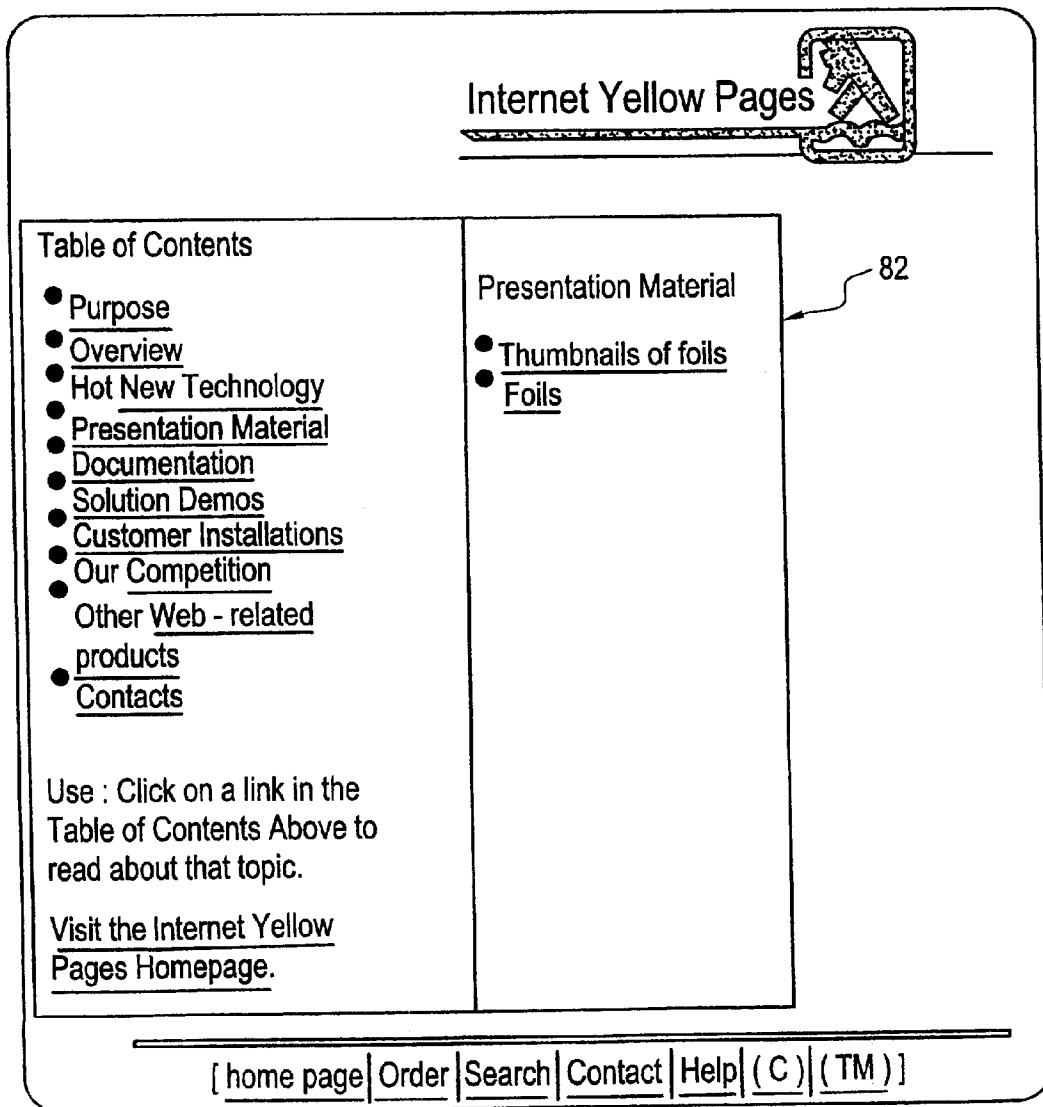 Internet Yellow Pages
Table of Contents
Purpose
Overview
Hot New Technology
Presentation Material
Documentation
Solution Demos
Customer Installations
Our Competition
Other Web - related
products
Contacts
Use : Click on a link in the
Table of Contents Above to
read about that topic.
Visit the Internet Yellow
Pages Homepage.
Presentation Material
Thumbnails of foils
Foils
82
[ home page | Order | Search | Contact | Help | ( C ) | ( TM ) ]